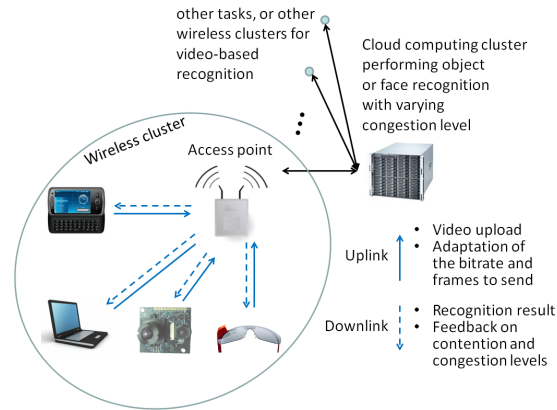 other tasks, or other
wireless clusters for
video-based
recognition
Cloud computing cluster
performing object
or face recognition
with varying
congestion level
Wireless cluster
Access point
Uplink
• Video upload
• Adaptation of
the bitrate and
frames to send
Downlink
• Recognition result
• Feedback on
contention and
congestion levels